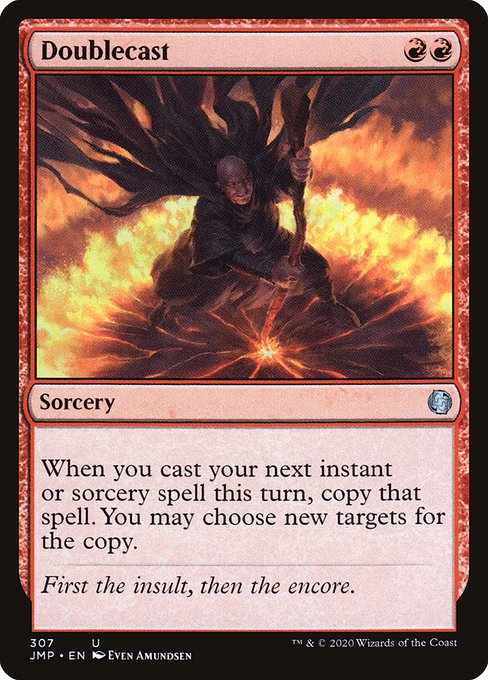 Doublecast
Sorcery
When you cast your next instant
or sorcery spell this turn, copy that
spell. You may choose new targets for
the copy.
First the insult, then the encore.
307 U
JMP • EN Even Amundsen
™ & © 2020 Wizards of the Coast